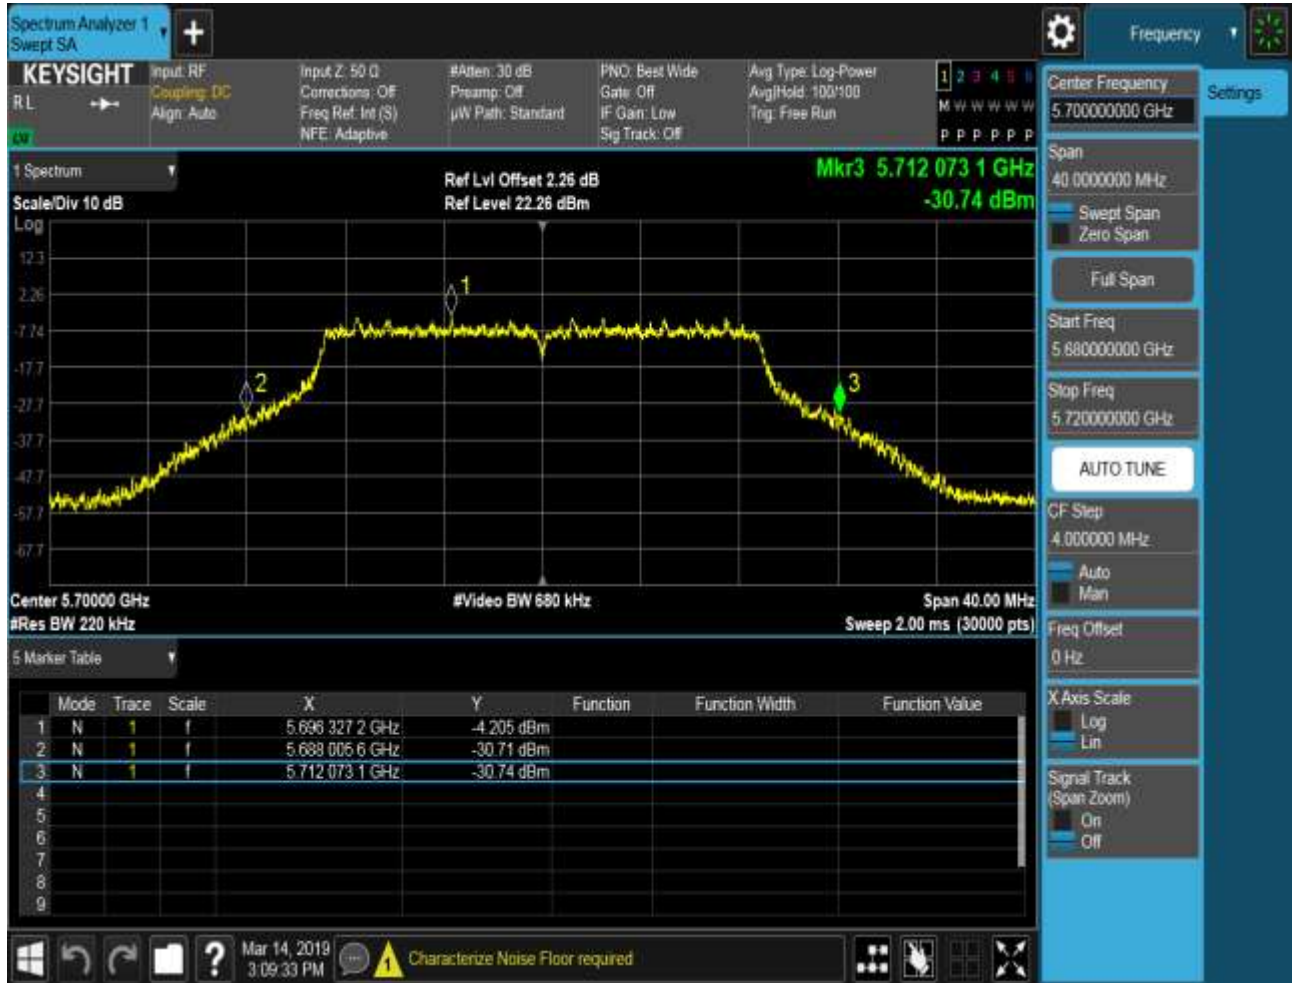 Spectrum Analyzer 1
Swept SA
+
Frequency
KEYSIGHT
RL
Input: RF
Coupling: DC
Align: Auto
Input Z: 50 Ω
Corrections: Off
Freq Ref: Int (S)
NFE: Adaptive
#Atten: 30 dB
Preamp: Off
µW Path: Standard
PNO: Best Wide
Gate: Off
IF Gain: Low
Sig Track: Off
Avg Type: Log-Power
Avg|Hold: 100/100
Trig: Free Run
1 2 3 4 5 6
M W W W W W
P P P P P P
1 Spectrum
Scale/Div 10 dB
Ref Lvl Offset 2.26 dB
Ref Level 22.26 dBm
Mkr3 5.712 073 1 GHz
-30.74 dBm
Log
12.3
2.26
-7.74
-17.7
-27.7
-37.7
-47.7
-57.7
-67.7
1
2
3
Center 5.70000 GHz
#Res BW 220 kHz
#Video BW 680 kHz
Span 40.00 MHz
Sweep 2.00 ms (30000 pts)
5 Marker Table
Mode Trace Scale X Y Function Function Width Function Value
1 N 1 f 5.696 327 2 GHz -4.205 dBm
2 N 1 f 5.688 005 6 GHz -30.71 dBm
3 N 1 f 5.712 073 1 GHz -30.74 dBm
4
5
6
7
8
9
Mar 14, 2019
3:09:33 PM
Characterize Noise Floor required
Center Frequency
5.700000000 GHz
Settings
Span
40.0000000 MHz
Swept Span
Zero Span
Full Span
Start Freq
5.680000000 GHz
Stop Freq
5.720000000 GHz
AUTO TUNE
CF Step
4.000000 MHz
Auto
Man
Freq Offset
0 Hz
X Axis Scale
Log
Lin
Signal Track
(Span Zoom)
On
Off